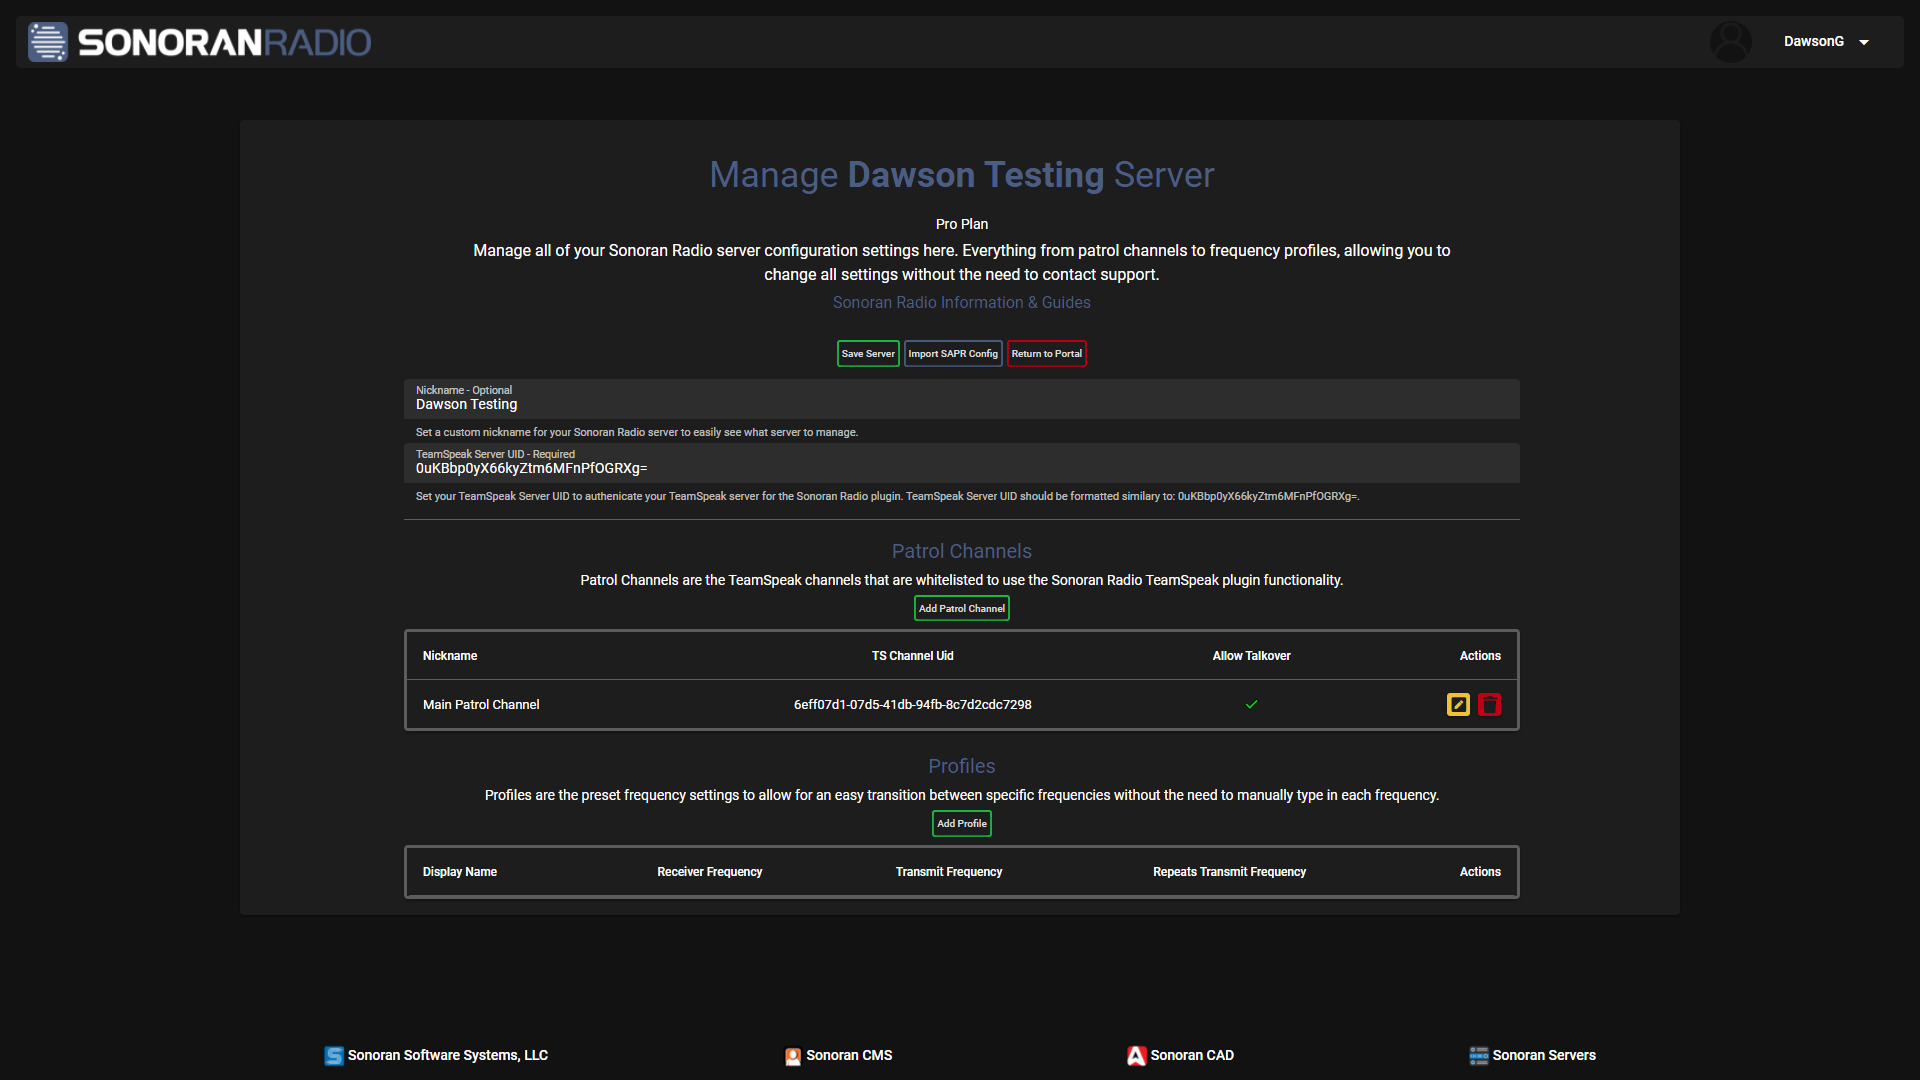 SONORANRADIO
DawsonG
Manage Dawson Testing Server
Pro Plan
Manage all of your Sonoran Radio server configuration settings here. Everything from patrol channels to frequency profiles, allowing you to
change all settings without the need to contact support.
Sonoran Radio Information & Guides
Save Server Import SAPR Config Return to Portal
Nickname - Optional
Dawson Testing
Set a custom nickname for your Sonoran Radio server to easily see what server to manage.
TeamSpeak Server UID - Required
0uKBbp0yX66kyZtm6MFnPfOGRXg=
Set your TeamSpeak Server UID to authenicate your TeamSpeak server for the Sonoran Radio plugin. TeamSpeak Server UID should be formatted similary to: 0uKBbp0yX66kyZtm6MFnPfOGRXg=.
Patrol Channels
Patrol Channels are the TeamSpeak channels that are whitelisted to use the Sonoran Radio TeamSpeak plugin functionality.
Add Patrol Channel
Nickname TS Channel Uid Allow Talkover Actions
Main Patrol Channel 6eff07d1-07d5-41db-94fb-8c7d2cdc7298
Profiles
Profiles are the preset frequency settings to allow for an easy transition between specific frequencies without the need to manually type in each frequency.
Add Profile
Display Name Receiver Frequency Transmit Frequency Repeats Transmit Frequency Actions
Sonoran Software Systems, LLC Sonoran CMS Sonoran CAD Sonoran Servers